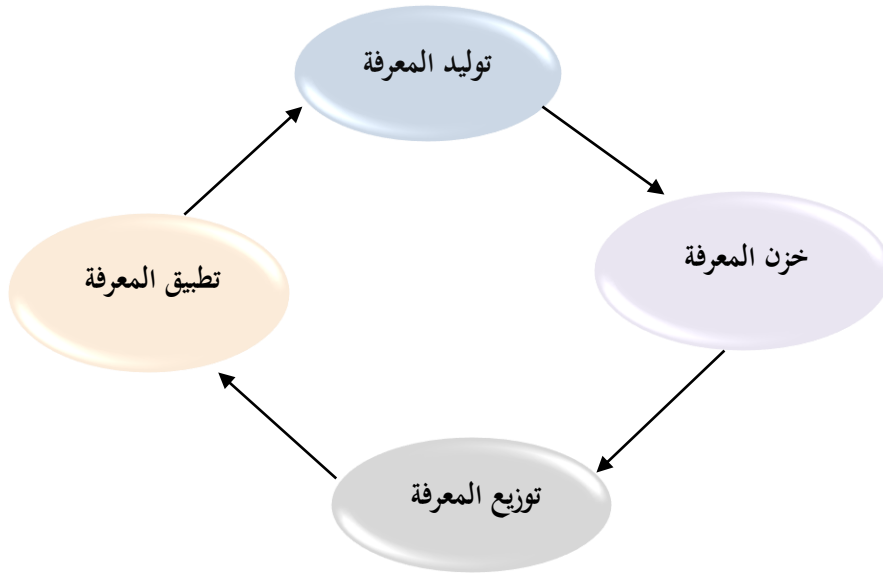 توليد المعرفة
خزن المعرفة
توزيع المعرفة
تطبيق المعرفة